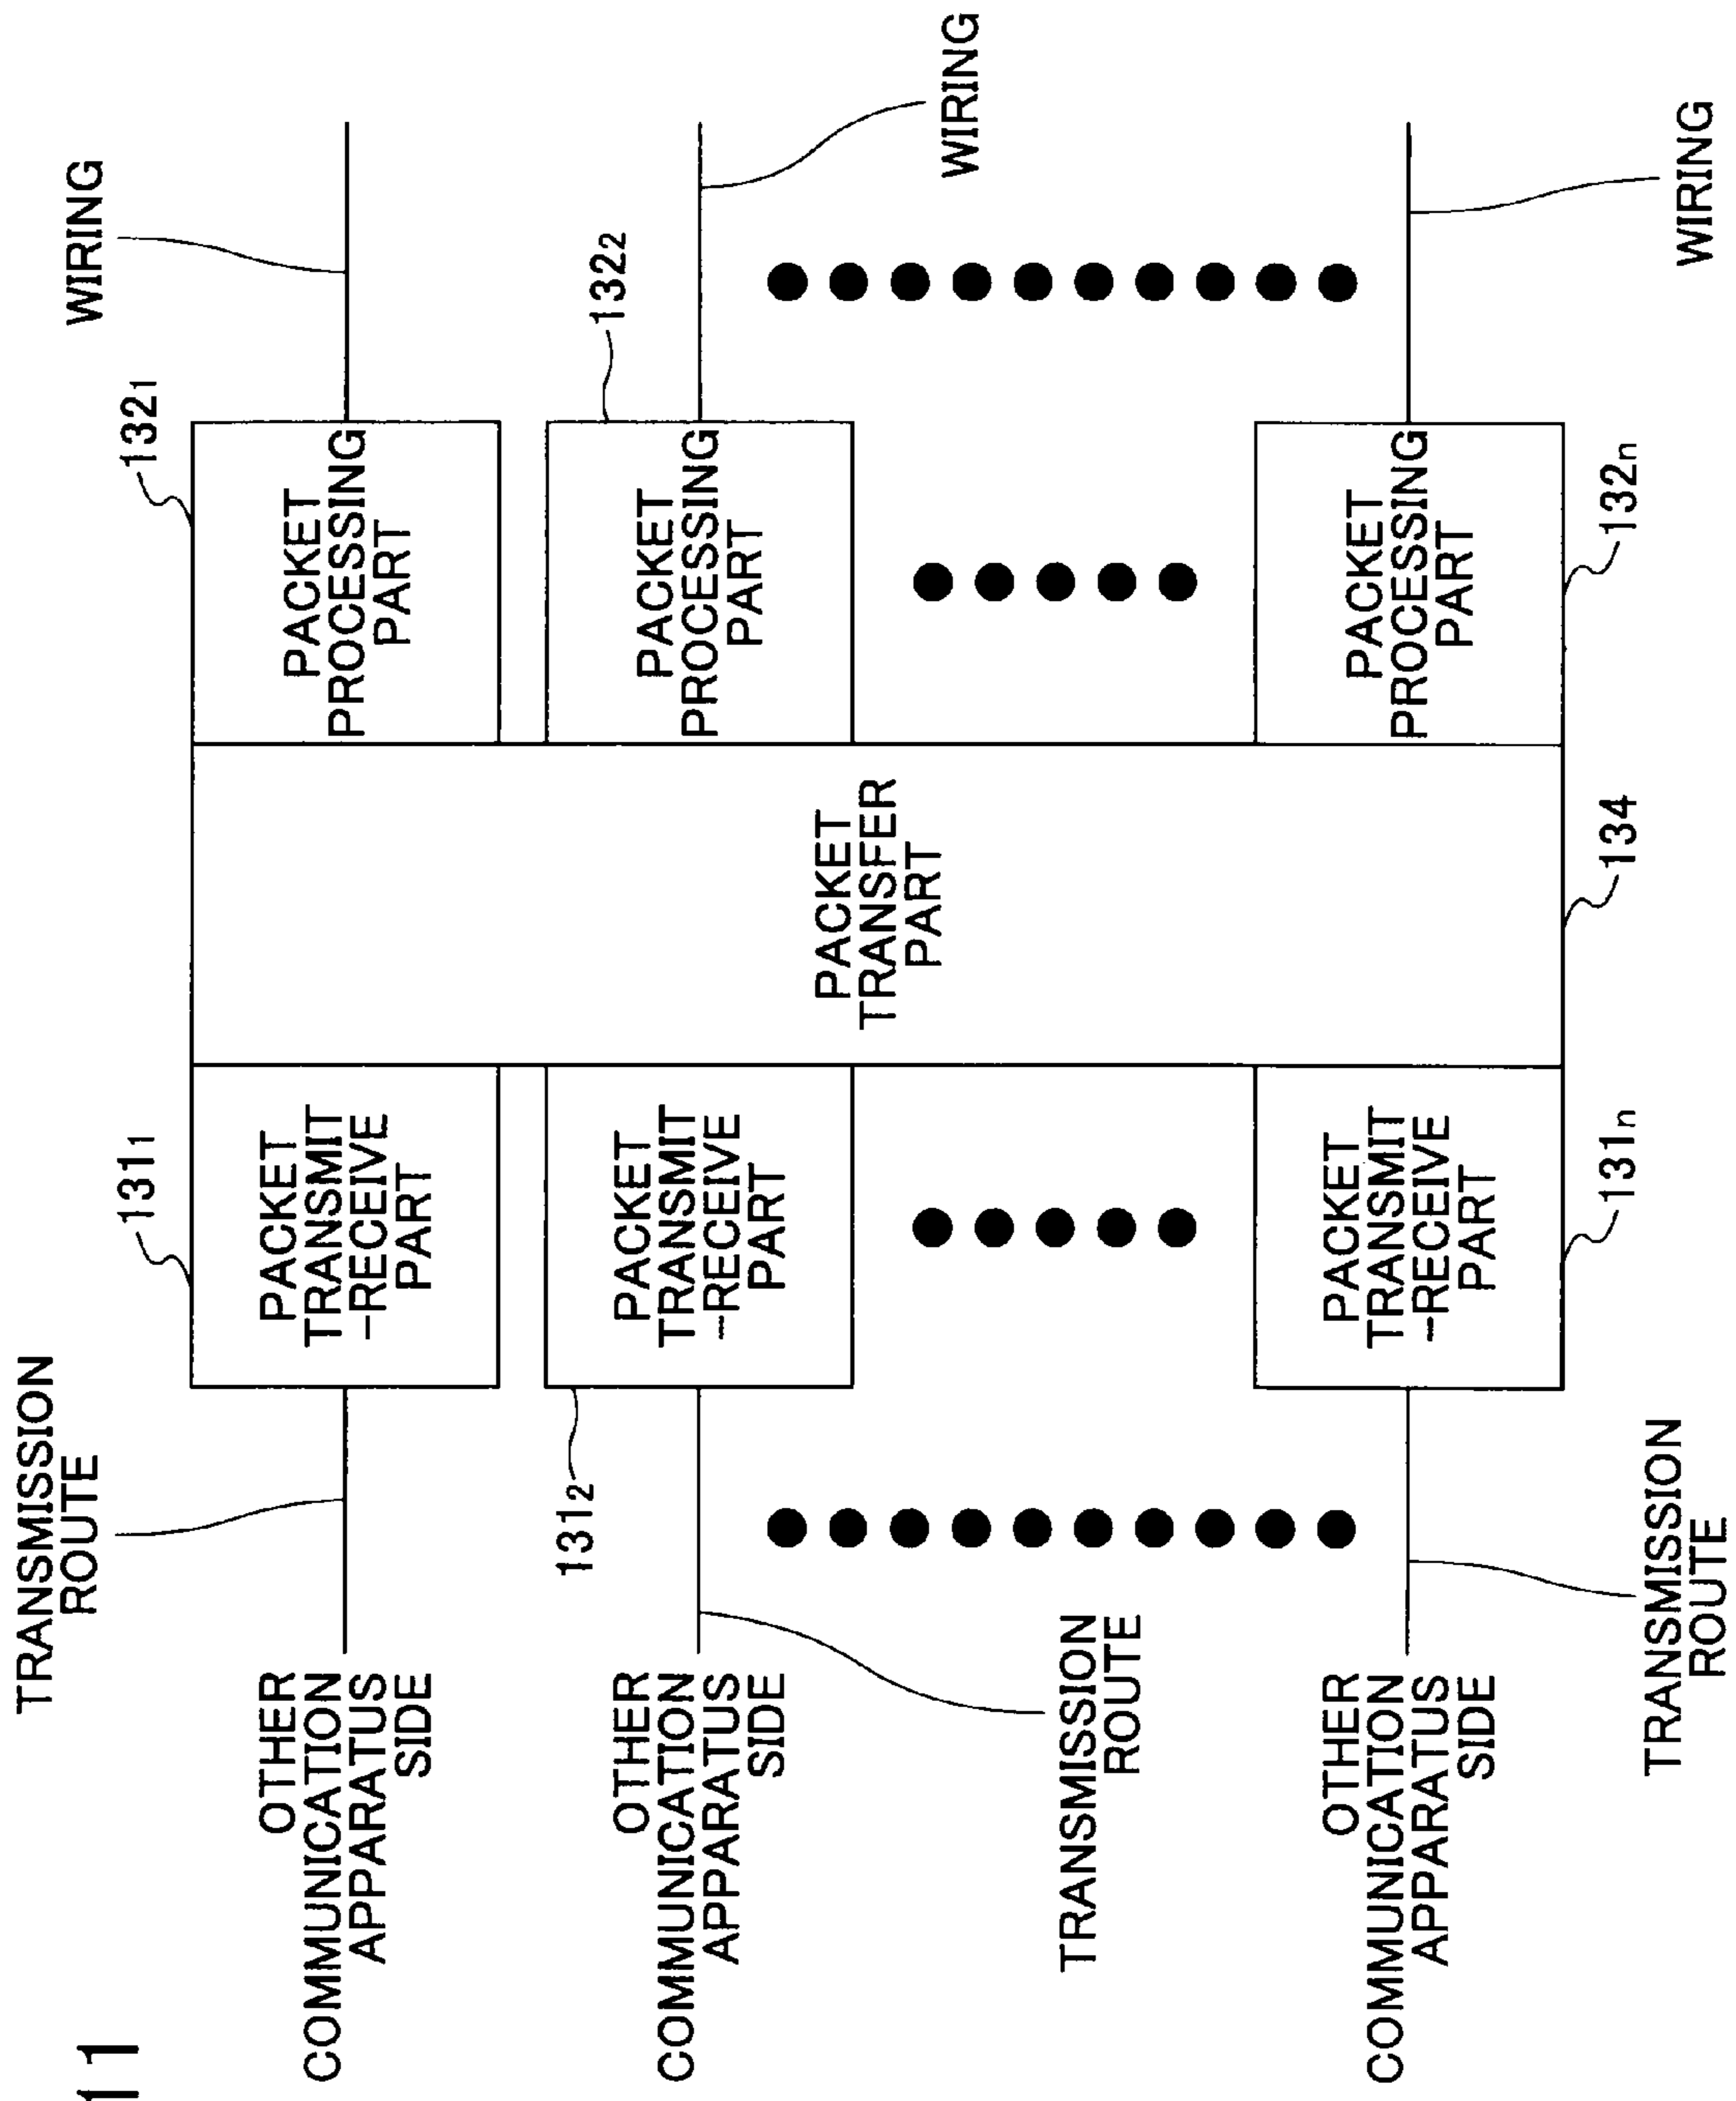 11
TRANSMISSION
ROUTE
WIRING
131₁
132₁
OTHER
COMMUNICATION
APPARATUS
SIDE
PACKET
TRANSMIT
-RECEIVE
PART
PACKET
PROCESSING
PART
131₂
132₂
OTHER
COMMUNICATION
APPARATUS
SIDE
PACKET
TRANSMIT
-RECEIVE
PART
PACKET
TRANSFER
PART
PACKET
PROCESSING
PART
WIRING
TRANSMISSION
ROUTE
OTHER
COMMUNICATION
APPARATUS
SIDE
PACKET
TRANSMIT
-RECEIVE
PART
PACKET
PROCESSING
PART
131n
134
132n
TRANSMISSION
ROUTE
WIRING